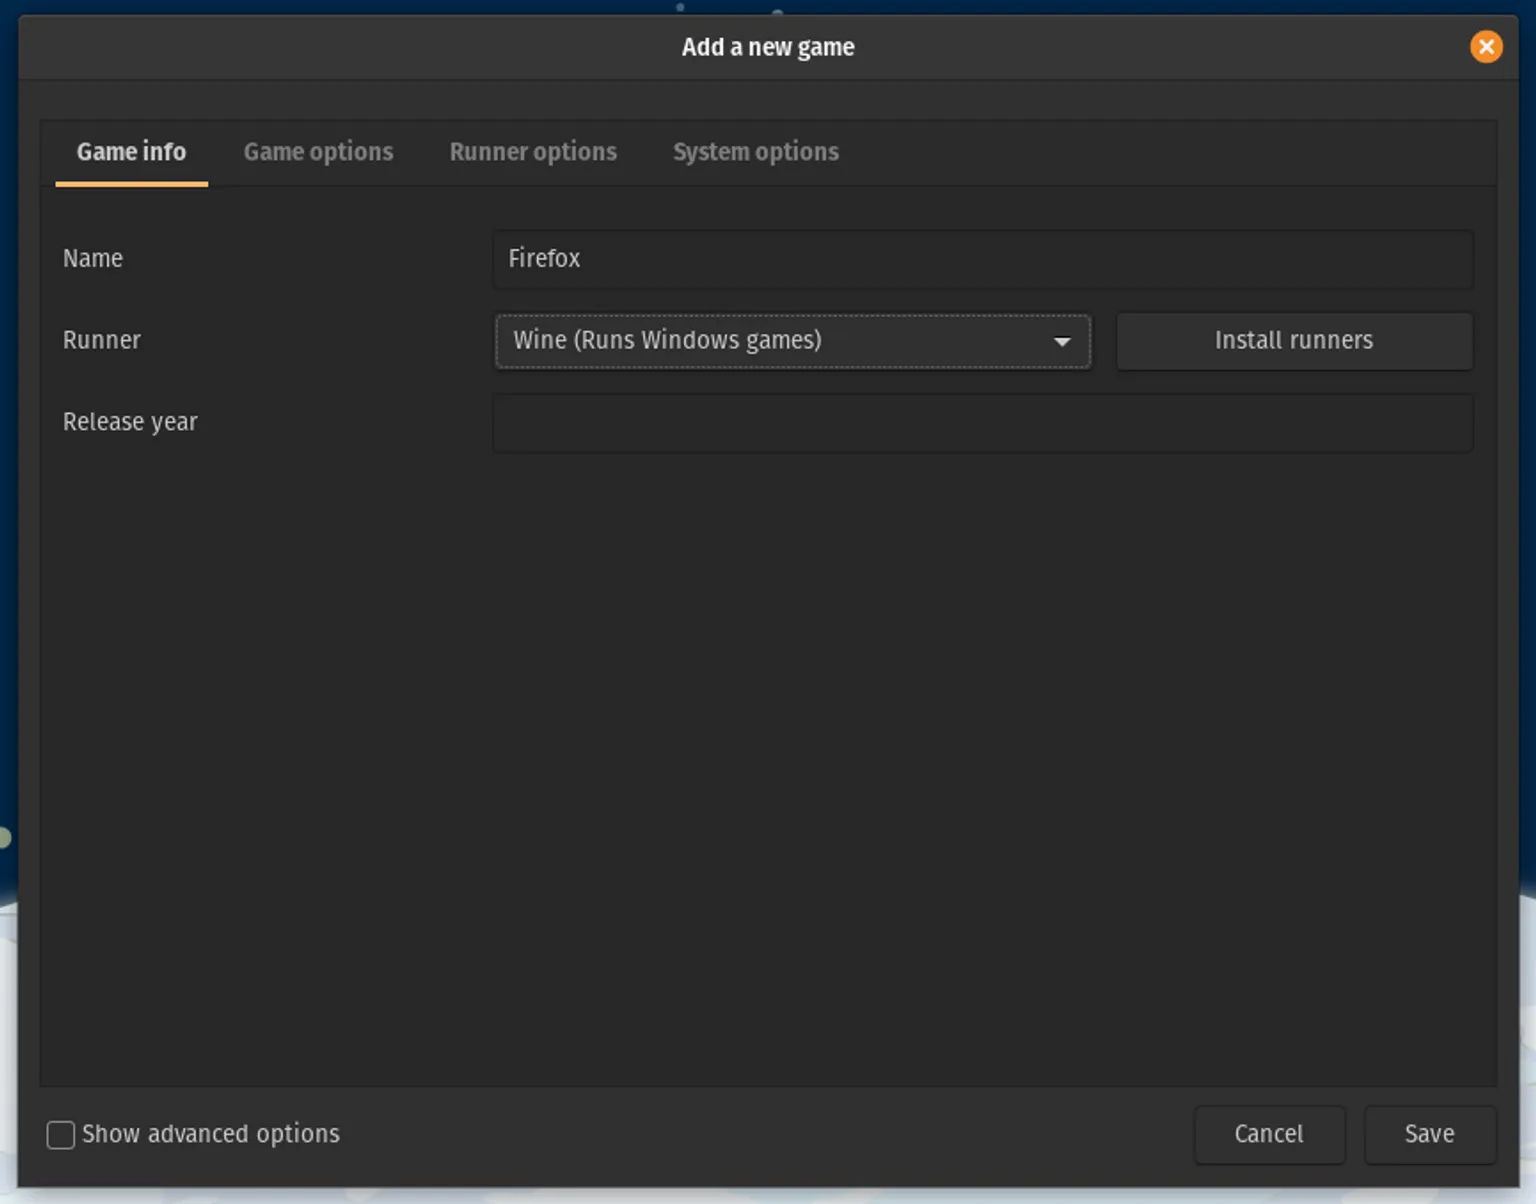 Add a new game
Game info Game options Runner options System options
Name Firefox
Runner Wine (Runs Windows games) Install runners
Release year
Show advanced options Cancel Save